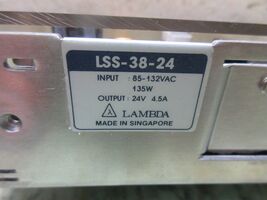 LSS-38-24
INPUT : 85-132VAC
135W
OUTPUT : 24V 4.5A
LAMBDA
MADE IN SINGAPORE